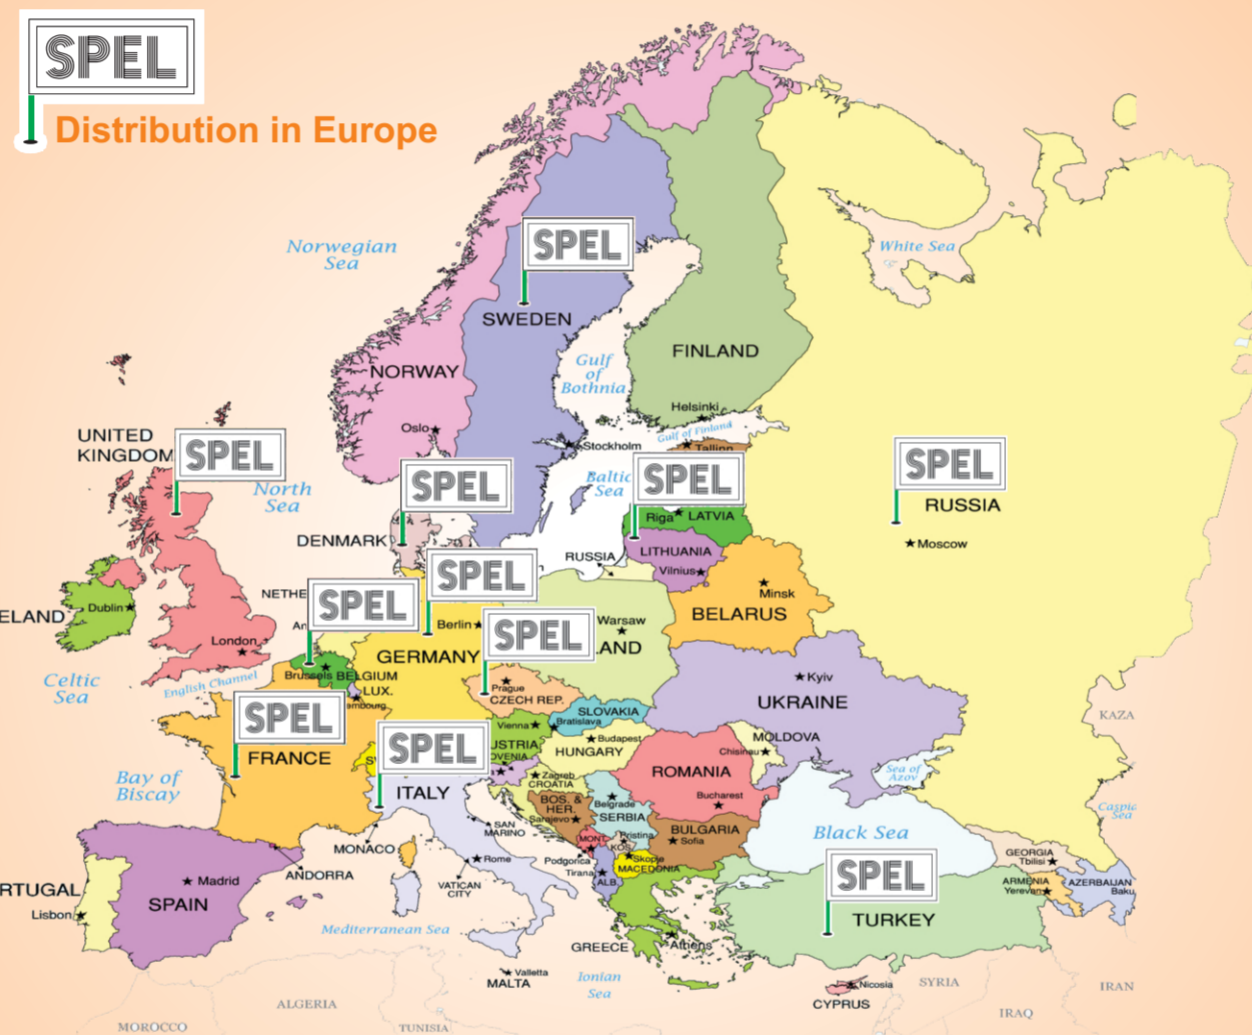 SPEL
Distribution in Europe
Norwegian
Sea
White Sea
SPEL
SWEDEN
NORWAY
FINLAND
Gulf
of
Bothnia
Helsinki
Gulf of Finland
Oslo
Stockholm
Tallinn
UNITED
KINGDOM
SPEL
North
Sea
SPEL
Baltic
Sea
SPEL
SPEL
RUSSIA
Moscow
Riga
LATVIA
DENMARK
LITHUANIA
Vilnius
RUSSIA
SPEL
NETHE
SPEL
An
ELAND
Dublin
London
Berlin
SPEL
Warsaw
LAND
Minsk
BELARUS
GERMANY
Celtic
Sea
English Channel
Brussels
BELGIUM
LUX.
embourg
Prague
CZECH REP.
Kyiv
UKRAINE
SLOVAKIA
Bratislava
Vienna
USTRIA
OVENIA
Budapest
HUNGARY
MOLDOVA
Chisinau
KAZA
SPEL
FRANCE
SPEL
SW
Bay of
Biscay
ITALY
Zagreb
CROATIA
BOS. &
HER.
Sarajevo
Belgrade
SERBIA
ROMANIA
Bucharest
Sea of
Azov
Caspia
Sea
SAN
MARINO
MONT.
Pristina
KOS.
BULGARIA
Sofia
Black Sea
MONACO
ANDORRA
Rome
VATICAN
CITY
Podgorica
Tirana
ALB.
Skopje
MACEDONIA
GEORGIA
Tbilisi
ARMENIA
Yerevan
AZERBAIJAN
Baku
RTUGAL
Lisbon
Madrid
SPAIN
SPEL
TURKEY
Mediterranean Sea
GREECE
Athens
Valletta
MALTA
Ionian
Sea
Nicosia
CYPRUS
SYRIA
IRAQ
IRAN
MOROCCO
ALGERIA
TUNISIA